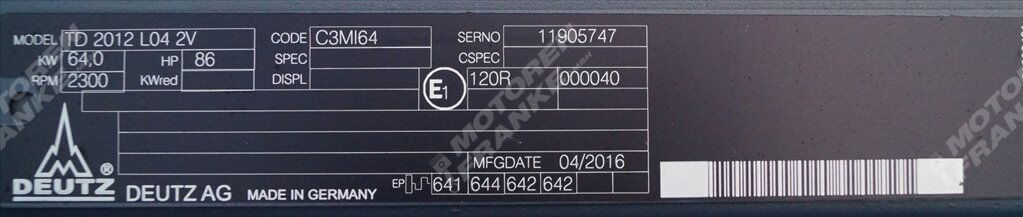 MODEL TD 2012 L04 2V CODE C3MI64 SERNO 11905747
KW 64,0 HP 86 SPEC CSPEC
RPM 2300 KWred DISPL E1 120R 000040
MFGDATE 04/2016
DEUTZ ® DEUTZ AG MADE IN GERMANY EP 641 644 642 642
MOTOREN FRANKE
MOTOREN FRANKE
MOTOREN FRANKE